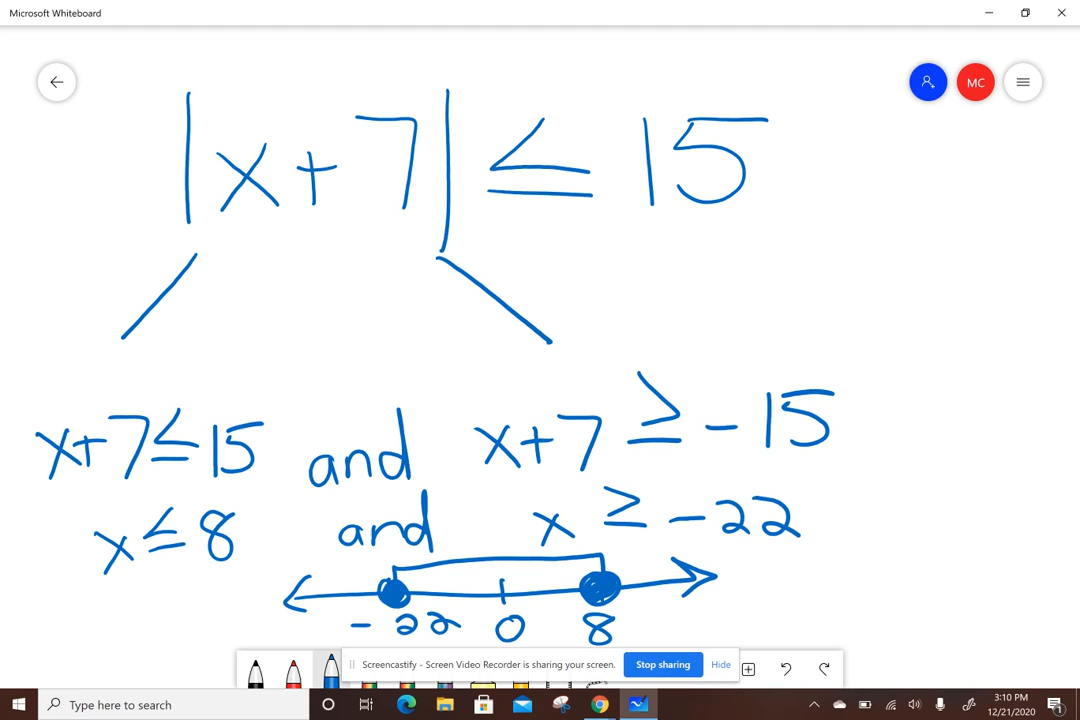 Microsoft Whiteboard
MC
|x+7| ≤ 15
x+7≤15 and x+7 ≥ -15
x ≤ 8 and x ≥ -22
-22 0 8
Screencastify - Screen Video Recorder is sharing your screen. Stop sharing Hide
Type here to search
3:10 PM
12/21/2020
1